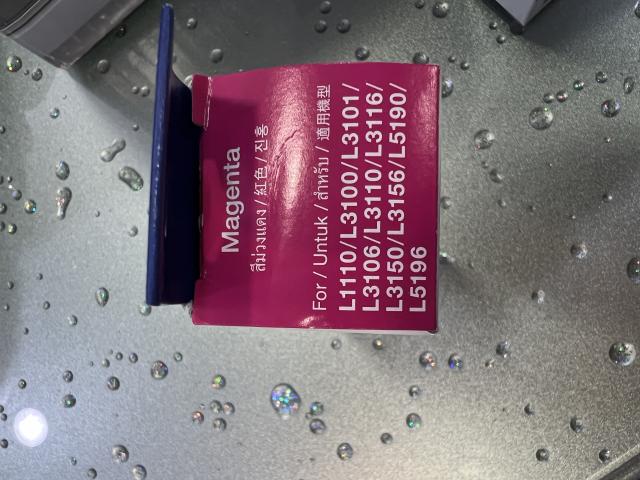 Magenta
สีม่วงแดง / 紅色 / 진홍
For / Untuk / สำหรับ / 適用機型
L1110/L3100/L3101/
L3106/L3110/L3116/
L3150/L3156/L5190/
L5196